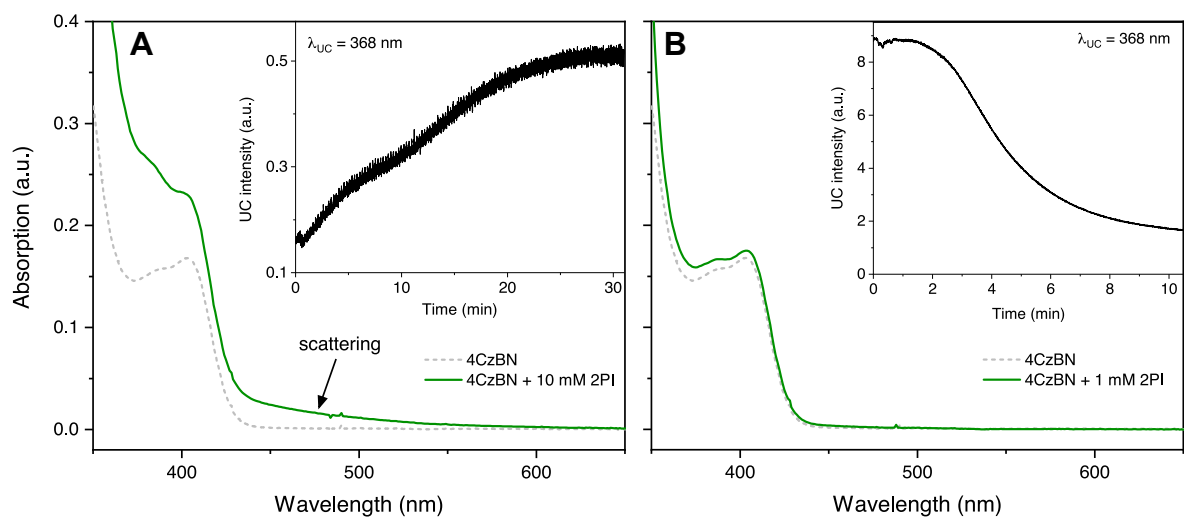 A
λUC = 368 nm
UC intensity (a.u.)
0.5
0.3
0.1
0
10
20
30
Time (min)
Absorption (a.u.)
0.4
0.3
0.2
0.1
0.0
scattering
4CzBN
4CzBN + 10 mM 2PI
400
500
600
Wavelength (nm)
B
λUC = 368 nm
UC intensity (a.u.)
8
6
4
2
0
0
2
4
6
8
10
Time (min)
4CzBN
4CzBN + 1 mM 2PI
400
500
600
Wavelength (nm)